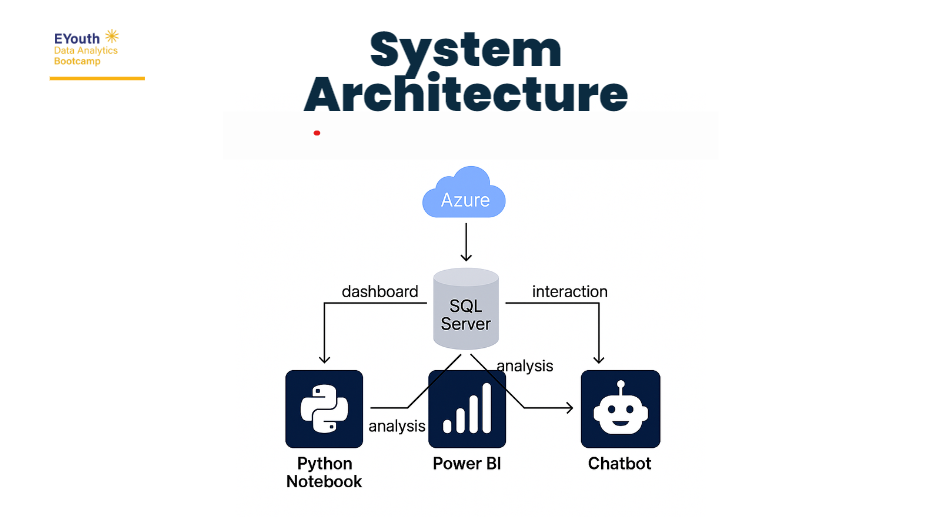 EYouth
Data Analytics
Bootcamp
System
Architecture
Azure
dashboard
interaction
SQL
Server
analysis
analysis
Python
Notebook
Power BI
Chatbot